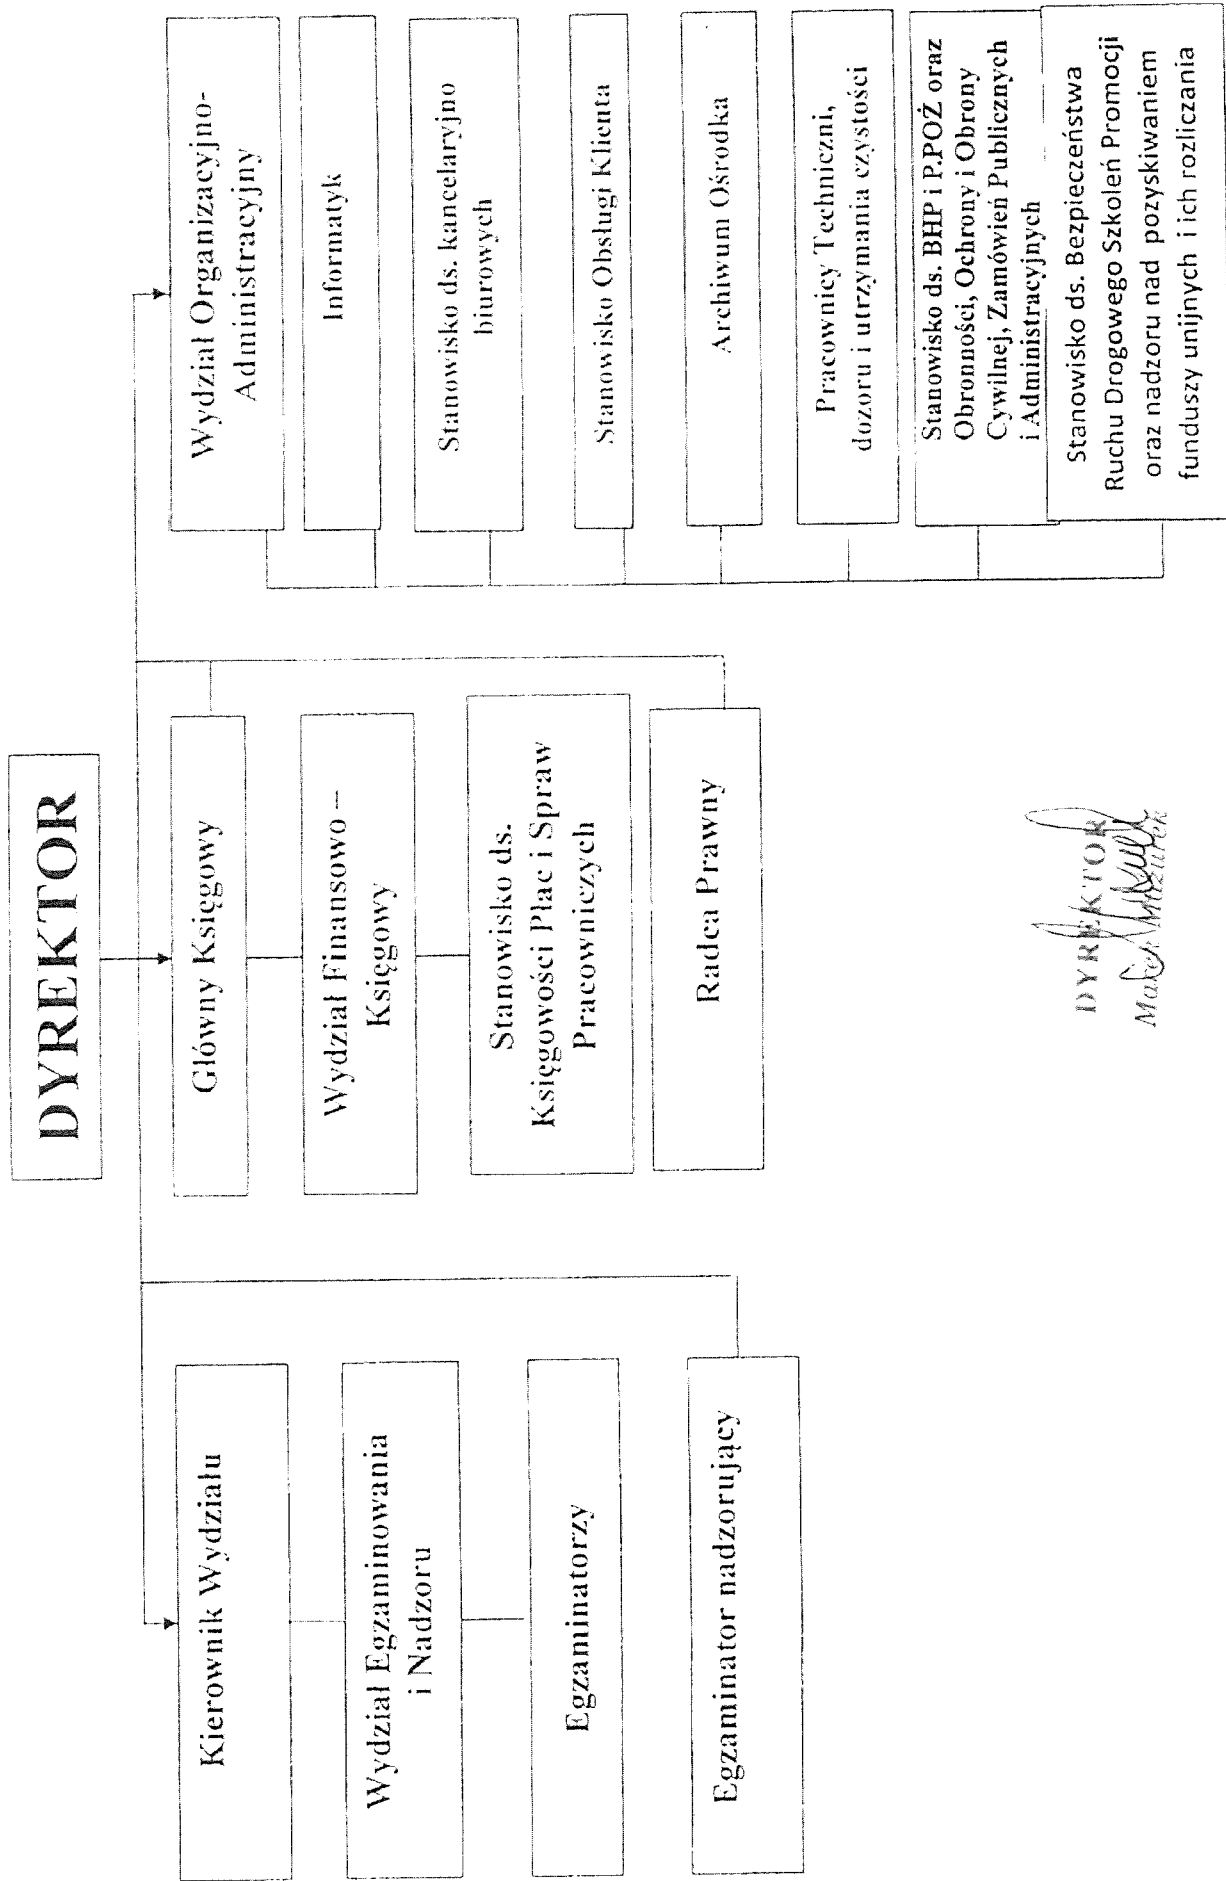 DYREKTOR
Kierownik Wydziału
Wydział Egzaminowania
i Nadzoru
Egzaminatorzy
Egzaminator nadzorujący
Główny Księgowy
Wydział Finansowo –
Księgowy
Stanowisko ds.
Księgowości Płac i Spraw
Pracowniczych
Radca Prawny
Wydział Organizacyjno-
Administracyjny
Informatyk
Stanowisko ds. kancelaryjno
biurowych
Stanowisko Obsługi Klienta
Archiwum Ośrodka
Pracownicy Techniczni,
dozoru i utrzymania czystości
Stanowisko ds. BHP i P.POŻ oraz
Obronności, Ochrony i Obrony
Cywilnej, Zamówień Publicznych
i Administracyjnych
Stanowisko ds. Bezpieczeństwa
Ruchu Drogowego Szkoleń Promocji
oraz nadzoru nad pozyskiwaniem
funduszy unijnych i ich rozliczania
DYREKTOR